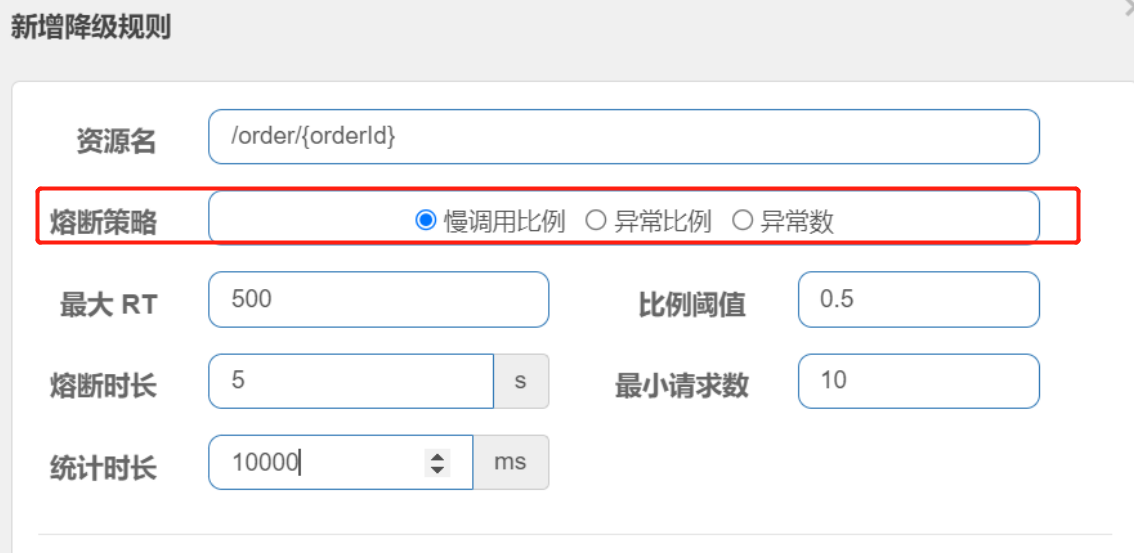 新增降级规则
资源名 /order/{orderId}
熔断策略 慢调用比例 异常比例 异常数
最大 RT 500 比例阈值 0.5
熔断时长 5 s 最小请求数 10
统计时长 10000 ms